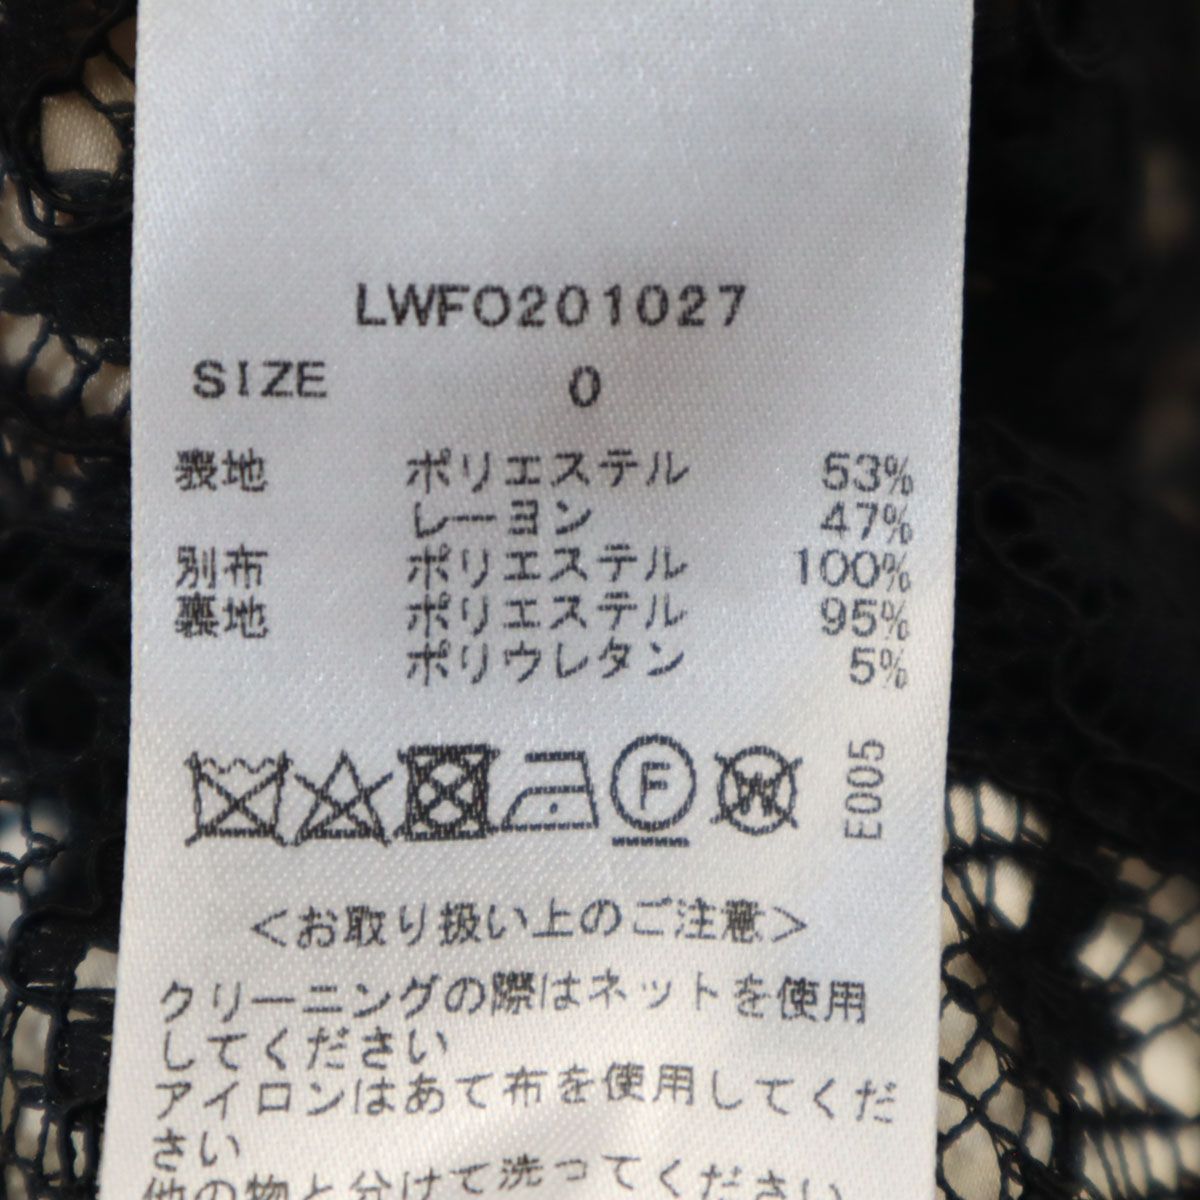 LWFO201027
SIZE 0
表地 ポリエステル 53%
レーヨン 47%
別布 ポリエステル 100%
裏地 ポリエステル 95%
ポリウレタン 5%
F W E005
<お取り扱い上のご注意>
クリーニングの際はネットを使用
してください
アイロンはあて布を使用してくだ
さい
他の物と分けて洗ってください